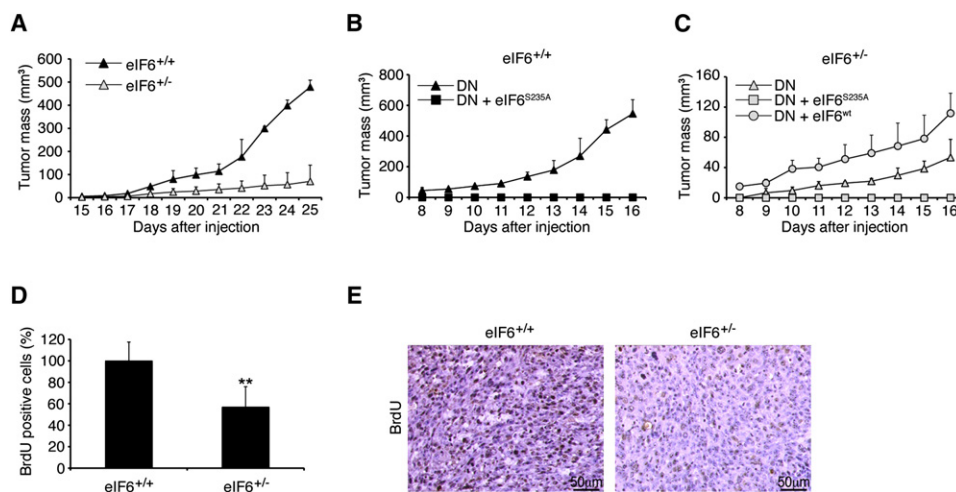 A
eIF6+/+
eIF6+/-
Tumor mass (mm³)
600
500
400
300
200
100
0
15 16 17 18 19 20 21 22 23 24 25
Days after injection
B
eIF6+/+
DN
DN + eIF6S235A
Tumor mass (mm³)
800
600
400
200
0
8 9 10 11 12 13 14 15 16
Days after injection
C
eIF6+/-
DN
DN + eIF6S235A
DN + eIF6wt
Tumor mass (mm³)
160
120
80
40
0
8 9 10 11 12 13 14 15 16
Days after injection
D
BrdU positive cells (%)
120
100
80
60
40
20
0
**
eIF6+/+ eIF6+/-
E
eIF6+/+ eIF6+/-
BrdU
50µm 50µm